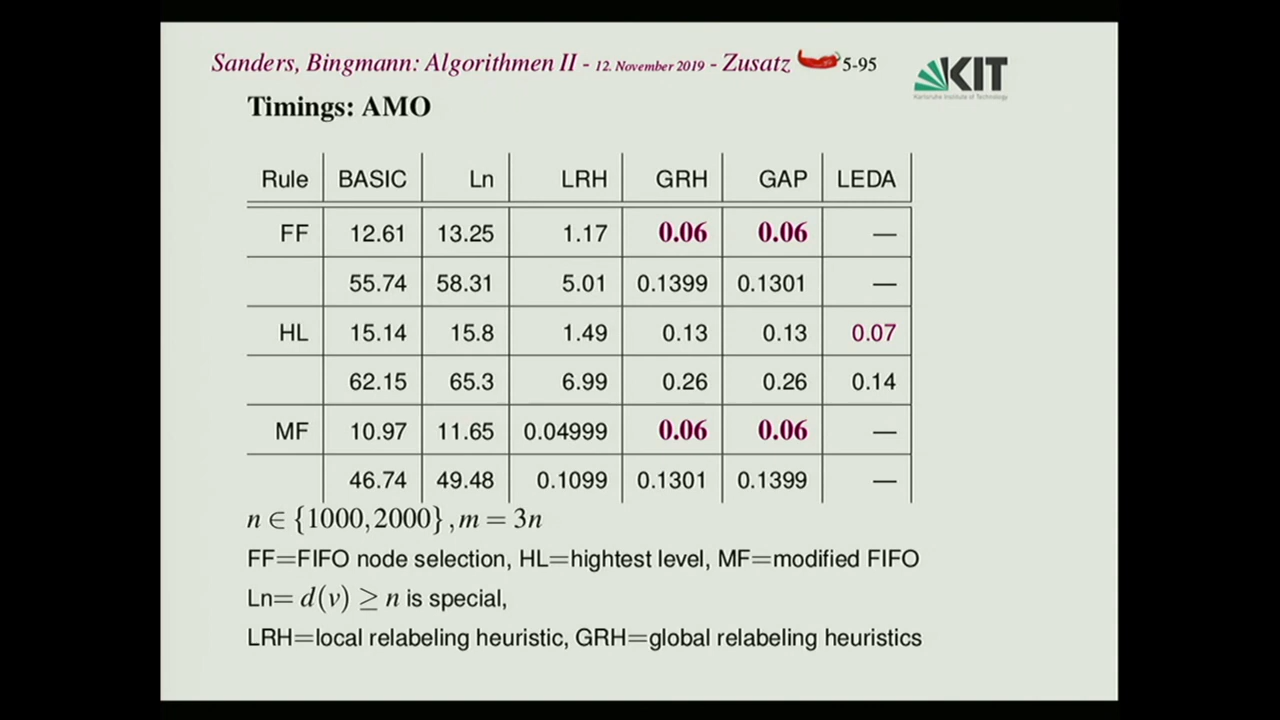 Sanders, Bingmann: Algorithmen II - 12. November 2019 - Zusatz 5-95
KIT
Karlsruhe Institute of Technology
Timings: AMO
Rule BASIC Ln LRH GRH GAP LEDA
FF 12.61 13.25 1.17 0.06 0.06 —
55.74 58.31 5.01 0.1399 0.1301 —
HL 15.14 15.8 1.49 0.13 0.13 0.07
62.15 65.3 6.99 0.26 0.26 0.14
MF 10.97 11.65 0.04999 0.06 0.06 —
46.74 49.48 0.1099 0.1301 0.1399 —
n ∈ {1000, 2000}, m = 3n
FF=FIFO node selection, HL=hightest level, MF=modified FIFO
Ln= d(v) ≥ n is special,
LRH=local relabeling heuristic, GRH=global relabeling heuristics